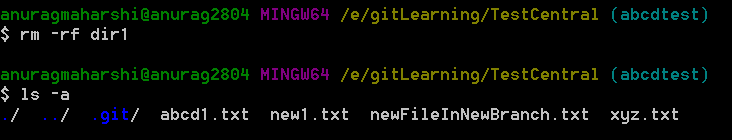 anuragmaharshi@anurag2804 MINGW64 /e/gitLearning/TestCentral (abcdtest)
$ rm -rf dir1
anuragmaharshi@anurag2804 MINGW64 /e/gitLearning/TestCentral (abcdtest)
$ ls -a
./  ../  .git/  abcd1.txt  new1.txt  newFileInNewBranch.txt  xyz.txt